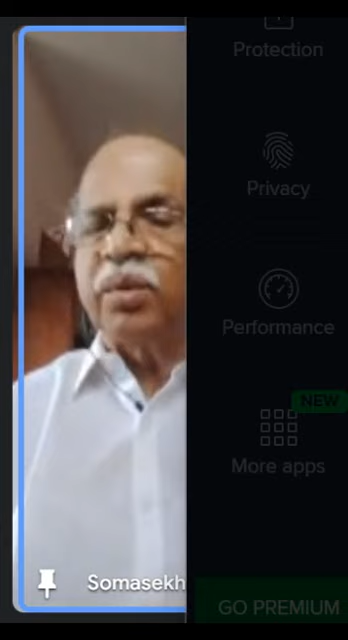 Protection
Privacy
Performance
NEW
More apps
Somasekh
GO PREMIUM